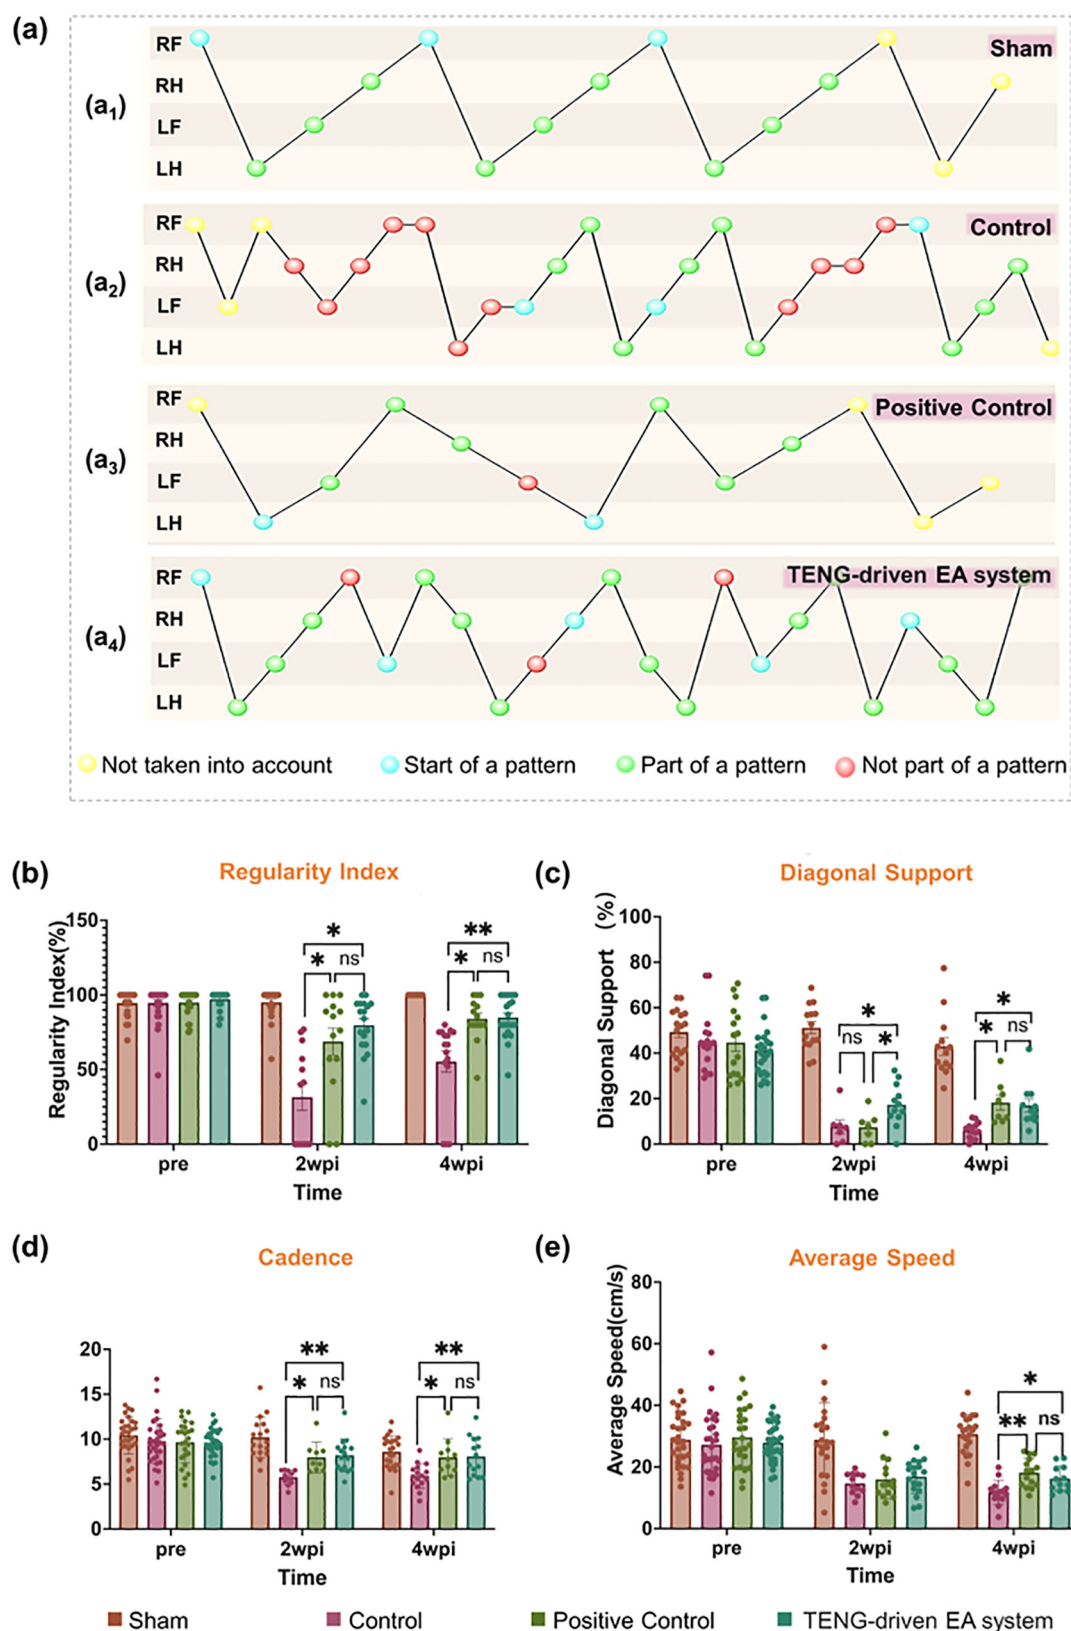 (a)
(a1)
RF
RH
LF
LH
Sham
(a2)
RF
RH
LF
LH
Control
(a3)
RF
RH
LF
LH
Positive Control
(a4)
RF
RH
LF
LH
TENG-driven EA system
Not taken into account
Start of a pattern
Part of a pattern
Not part of a pattern
(b)
Regularity Index
Regularity Index(%)
150
100
50
0
*
* ns
**
* ns
pre 2wpi 4wpi
Time
(c)
Diagonal Support
Diagonal Support (%)
100
80
60
40
20
0
*
ns *
*
* ns
pre 2wpi 4wpi
Time
(d)
Cadence
20
15
10
5
0
**
* ns
**
* ns
pre 2wpi 4wpi
Time
(e)
Average Speed
Average Speed(cm/s)
80
60
40
20
0
*
** ns
pre 2wpi 4wpi
Time
Sham Control Positive Control TENG-driven EA system